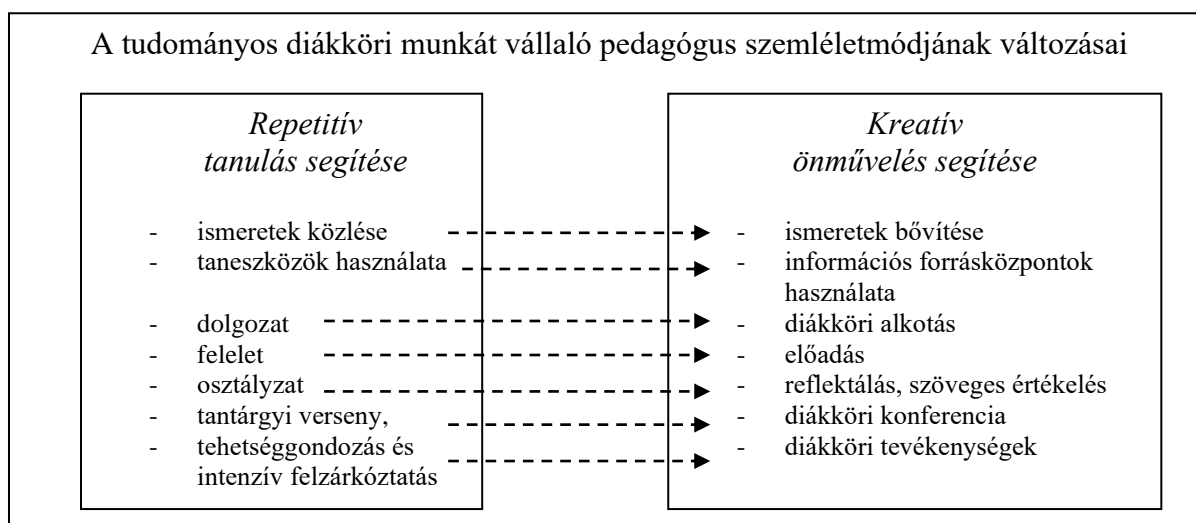 A tudományos diákköri munkát vállaló pedagógus szemléletmódjának változásai
Repetitív
tanulás segítése
- ismeretek közlése
- taneszközök használata
- dolgozat
- felelet
- osztályzat
- tantárgyi verseny,
- tehetséggondozás és
intenzív felzárkóztatás
Kreatív
önművelés segítése
- ismeretek bővítése
- információs forrásközpontok
használata
- diákköri alkotás
- előadás
- reflektálás, szöveges értékelés
- diákköri konferencia
- diákköri tevékenységek